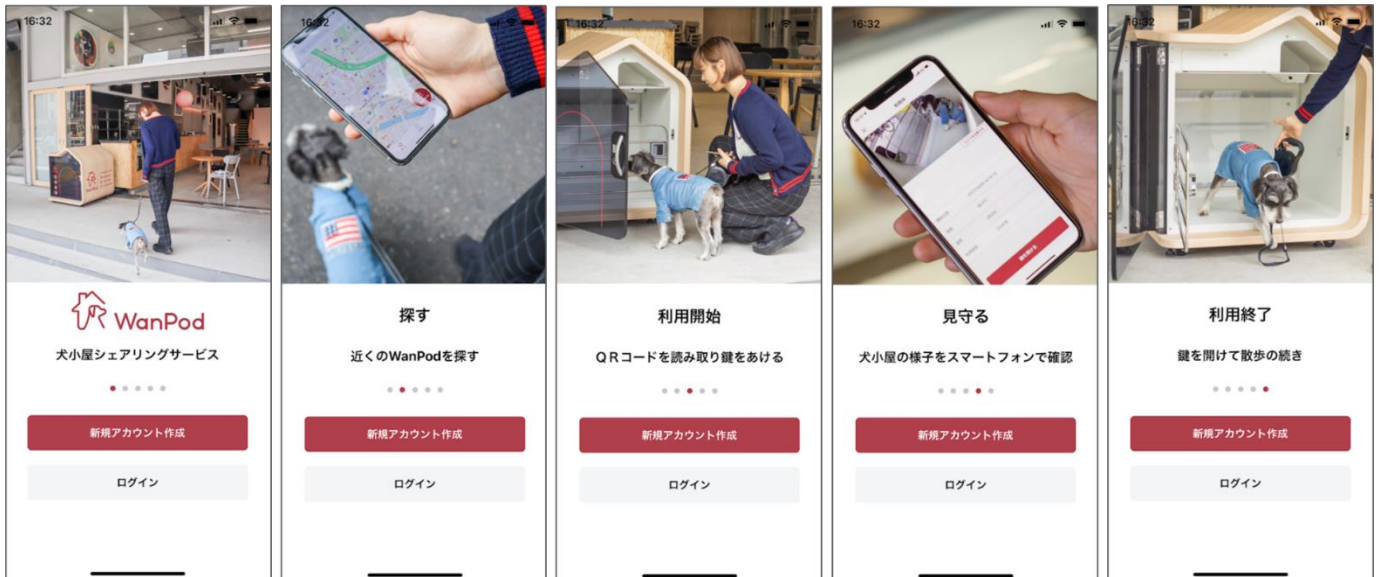 16:32
WanPod
犬小屋シェアリングサービス
新規アカウント作成
ログイン
16:32
探す
近くのWanPodを探す
新規アカウント作成
ログイン
16:32
利用開始
QRコードを読み取り鍵をあける
新規アカウント作成
ログイン
16:32
見守る
犬小屋の様子をスマートフォンで確認
新規アカウント作成
ログイン
16:32
利用終了
鍵を開けて散歩の続き
新規アカウント作成
ログイン